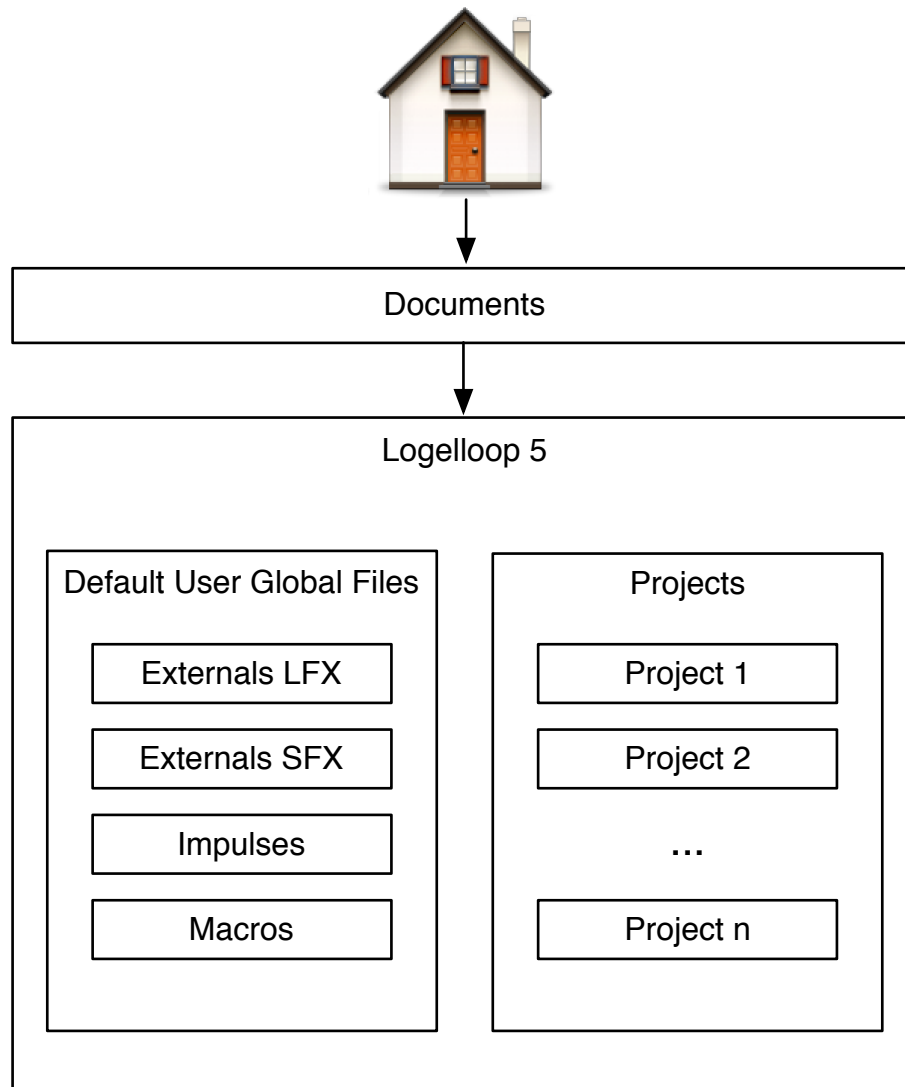 Documents
Logelloop 5
Default User Global Files
Externals LFX
Externals SFX
Impulses
Macros
Projects
Project 1
Project 2
...
Project n